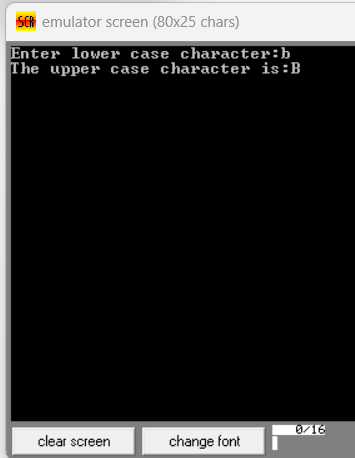 SCR emulator screen (80x25 chars)
Enter lower case character:b
The upper case character is:B
0/16
clear screen change font